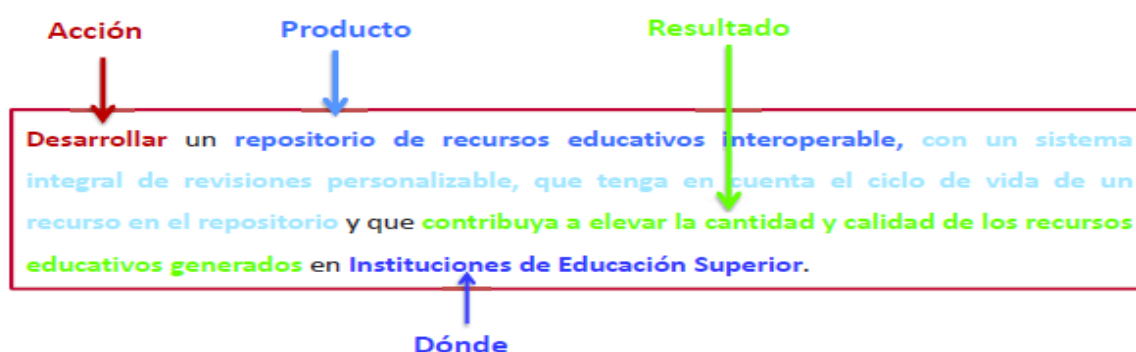 Acción Producto Resultado
Desarrollar un repositorio de recursos educativos interoperable, con un sistema
integral de revisiones personalizable, que tenga en cuenta el ciclo de vida de un
recurso en el repositorio y que contribuya a elevar la cantidad y calidad de los recursos
educativos generados en Instituciones de Educación Superior.
Dónde